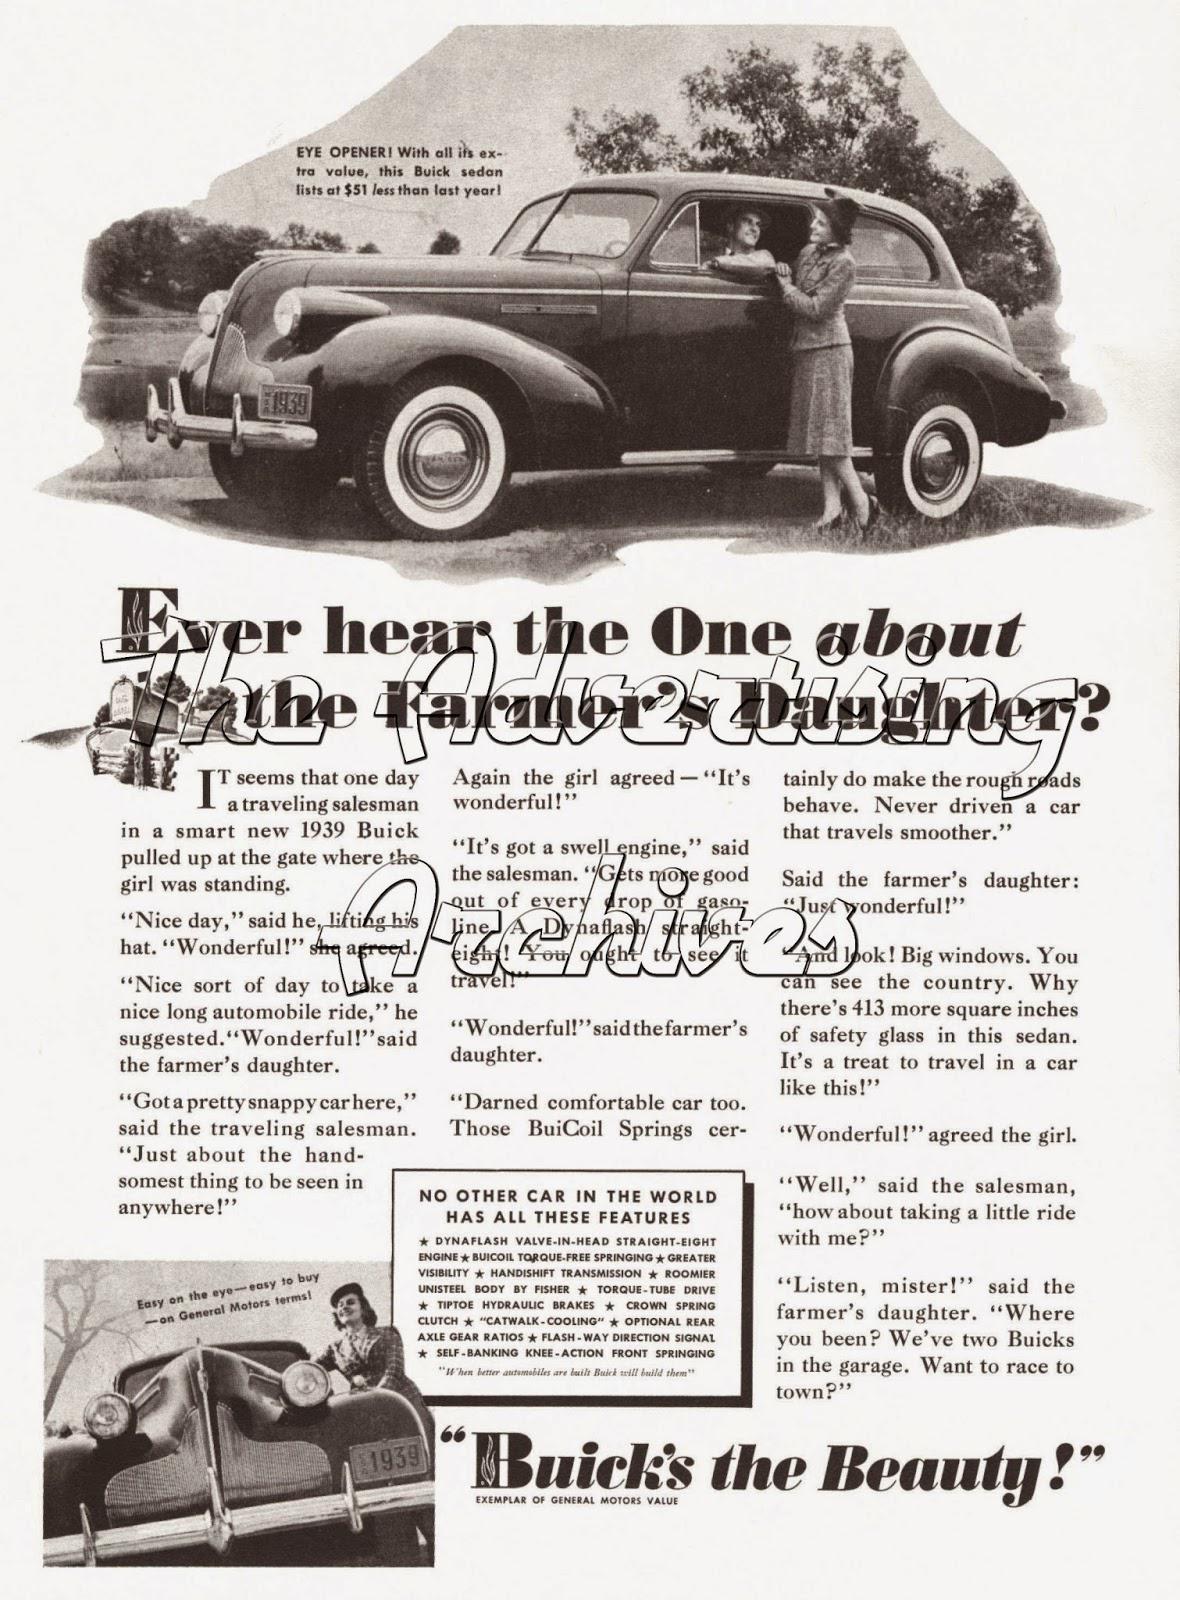 EYE OPENER! With all its ex-
tra value, this Buick sedan
lists at $51 less than last year!
1939
Ever hear the One about
the Farmer's Daughter?
The Advertising
Archives
IT seems that one day
a traveling salesman
in a smart new 1939 Buick
pulled up at the gate where the
girl was standing.
"Nice day," said he, lifting his
hat. "Wonderful!" she agreed.
"Nice sort of day to take a
nice long automobile ride," he
suggested. "Wonderful!" said
the farmer's daughter.
"Got a pretty snappy car here,"
said the traveling salesman.
"Just about the hand-
somest thing to be seen in
anywhere!"
Again the girl agreed — "It's
wonderful!"
"It's got a swell engine," said
the salesman. "Gets more good
out of every drop of gaso-
line. A Dynaflash straight-
eight! You ought to see it
travel!"
"Wonderful!" said the farmer's
daughter.
"Darned comfortable car too.
Those BuiCoil Springs cer-
tainly do make the rough roads
behave. Never driven a car
that travels smoother."
Said the farmer's daughter:
"Just wonderful!"
"And look! Big windows. You
can see the country. Why
there's 413 more square inches
of safety glass in this sedan.
It's a treat to travel in a car
like this!"
"Wonderful!" agreed the girl.
"Well," said the salesman,
"how about taking a little ride
with me?"
"Listen, mister!" said the
farmer's daughter. "Where
you been? We've two Buicks
in the garage. Want to race to
town?"
NO OTHER CAR IN THE WORLD
HAS ALL THESE FEATURES
★ DYNAFLASH VALVE-IN-HEAD STRAIGHT-EIGHT
ENGINE ★ BUICOIL TORQUE-FREE SPRINGING ★ GREATER
VISIBILITY ★ HANDISHIFT TRANSMISSION ★ ROOMIER
UNISTEEL BODY BY FISHER ★ TORQUE-TUBE DRIVE
★ TIPTOE HYDRAULIC BRAKES ★ CROWN SPRING
CLUTCH ★ "CATWALK-COOLING" ★ OPTIONAL REAR
AXLE GEAR RATIOS ★ FLASH-WAY DIRECTION SIGNAL
★ SELF-BANKING KNEE-ACTION FRONT SPRINGING
"When better automobiles are built Buick will build them"
Easy on the eye—easy to buy
—on General Motors terms!
1939
"Buick's the Beauty!"
EXEMPLAR OF GENERAL MOTORS VALUE